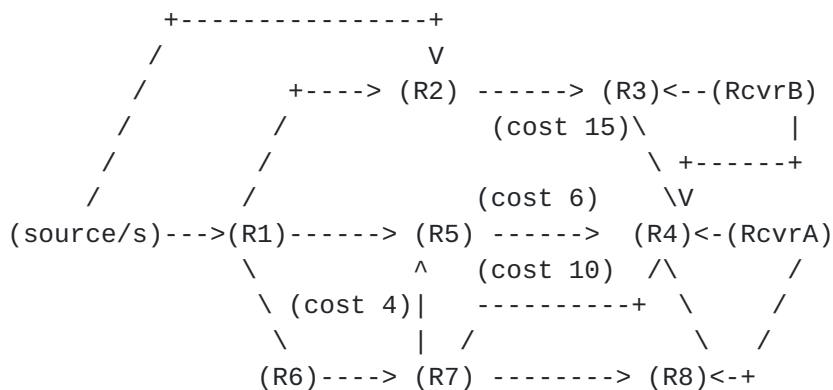 +----------------+
/ V
/ +----> (R2) ------> (R3)<--(RcvrB)
/ / (cost 15)\ |
/ / \ +------+
/ / (cost 6) \V
(source/s)--->(R1)------> (R5) ------> (R4)<-(RcvrA)
\ ^ (cost 10) /\ /
\ (cost 4)| ----------+ \ /
\ | / \ /
(R6)----> (R7) --------> (R8)<-+